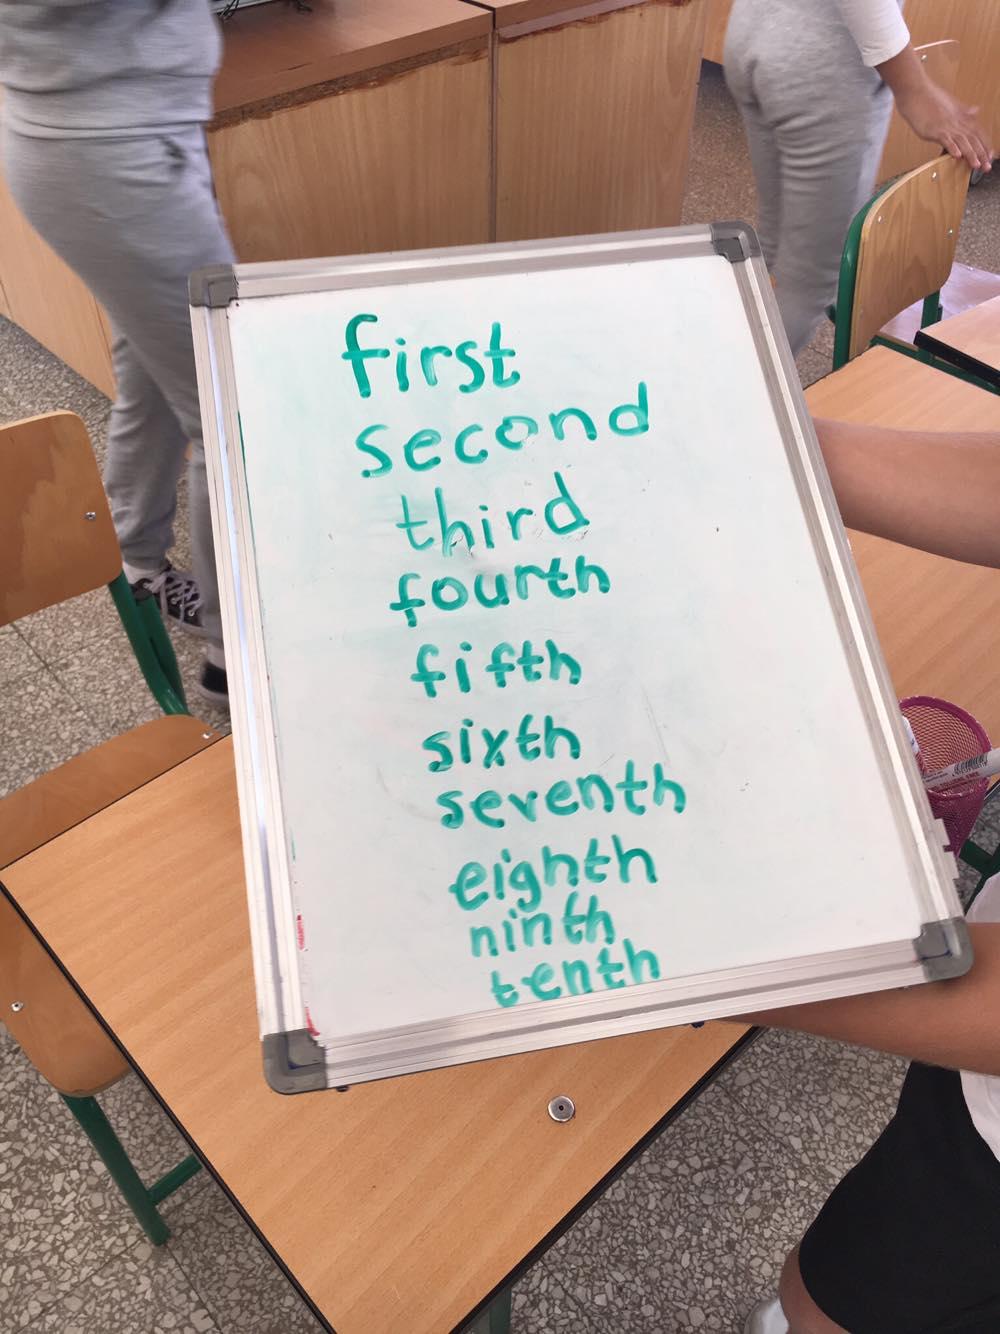 first
second
third
fourth
fifth
sixth
seventh
eighth
ninth
tenth